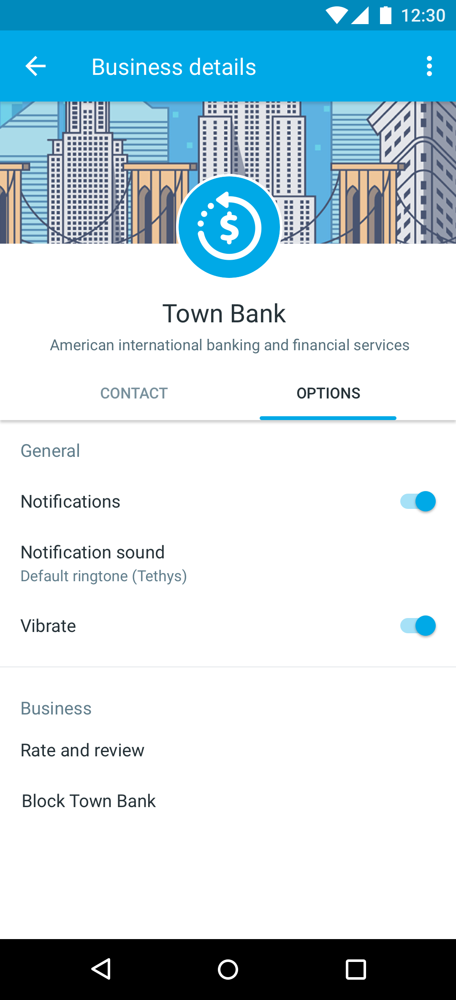 12:30
Business details
$
Town Bank
American international banking and financial services
CONTACT
OPTIONS
General
Notifications
Notification sound
Default ringtone (Tethys)
Vibrate
Business
Rate and review
Block Town Bank